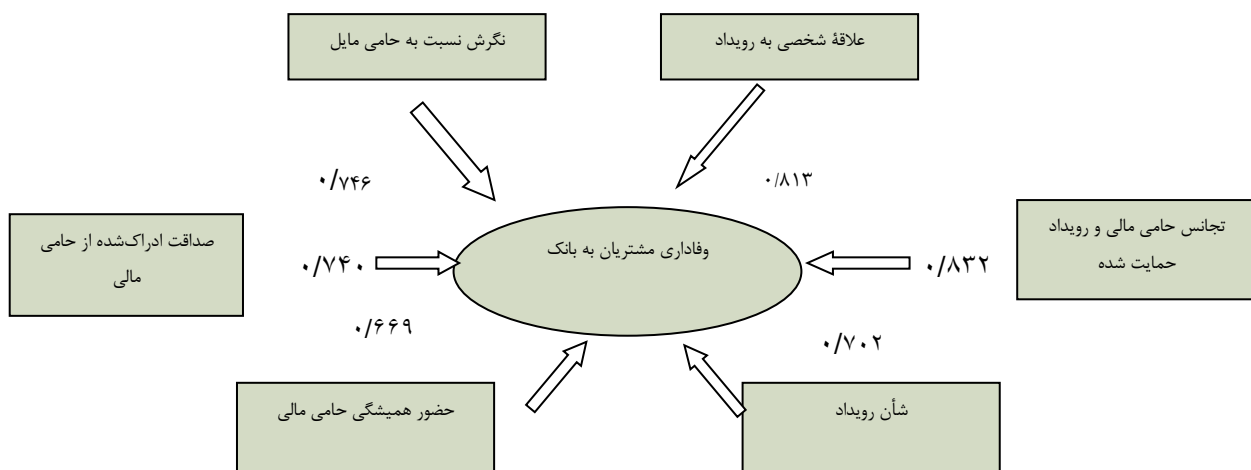 علاقهٔ شخصی به رویداد
نگرش نسبت به حامی مایل
۰/۸۱۳
۰/۷۴۶
تجانس حامی مالی و رویداد
حمایت شده
۰/۸۳۲
وفاداری مشتریان به بانک
۰/۷۴۰
صداقت ادراک‌شده از حامی
مالی
۰/۷۰۲
۰/۶۶۹
شأن رویداد
حضور همیشگی حامی مالی